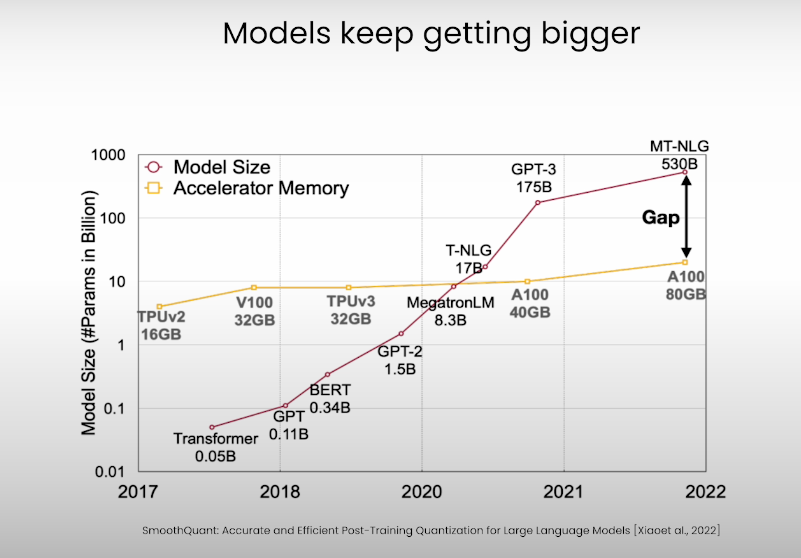 Models keep getting bigger
Model Size (#Params in Billion)
1000
100
10
1
0.1
0.01
Model Size
Accelerator Memory
MT-NLG
530B
GPT-3
175B
Gap
T-NLG
17B
A100
80GB
TPUv2
16GB
V100
32GB
TPUv3
32GB
MegatronLM
8.3B
A100
40GB
GPT-2
1.5B
BERT
0.34B
GPT
0.11B
Transformer
0.05B
2017
2018
2020
2021
2022
SmoothQuant: Accurate and Efficient Post-Training Quantization for Large Language Models [Xiaoet al., 2022]